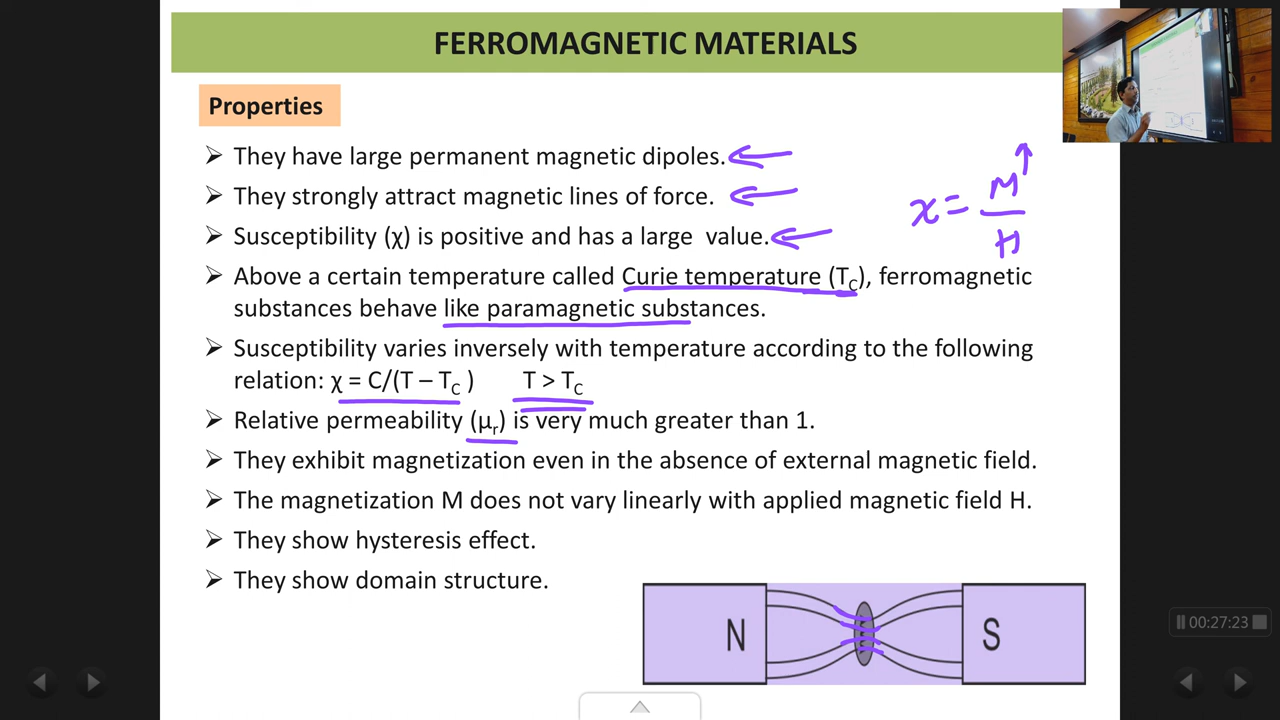 FERROMAGNETIC MATERIALS
Properties
➢ They have large permanent magnetic dipoles.
➢ They strongly attract magnetic lines of force.
➢ Susceptibility (χ) is positive and has a large value.
x = M↑/H
➢ Above a certain temperature called Curie temperature (T_C), ferromagnetic
substances behave like paramagnetic substances.
➢ Susceptibility varies inversely with temperature according to the following
relation: χ = C/(T – T_C ) T > T_C
➢ Relative permeability (μ_r) is very much greater than 1.
➢ They exhibit magnetization even in the absence of external magnetic field.
➢ The magnetization M does not vary linearly with applied magnetic field H.
➢ They show hysteresis effect.
➢ They show domain structure.
N S
00:27:23